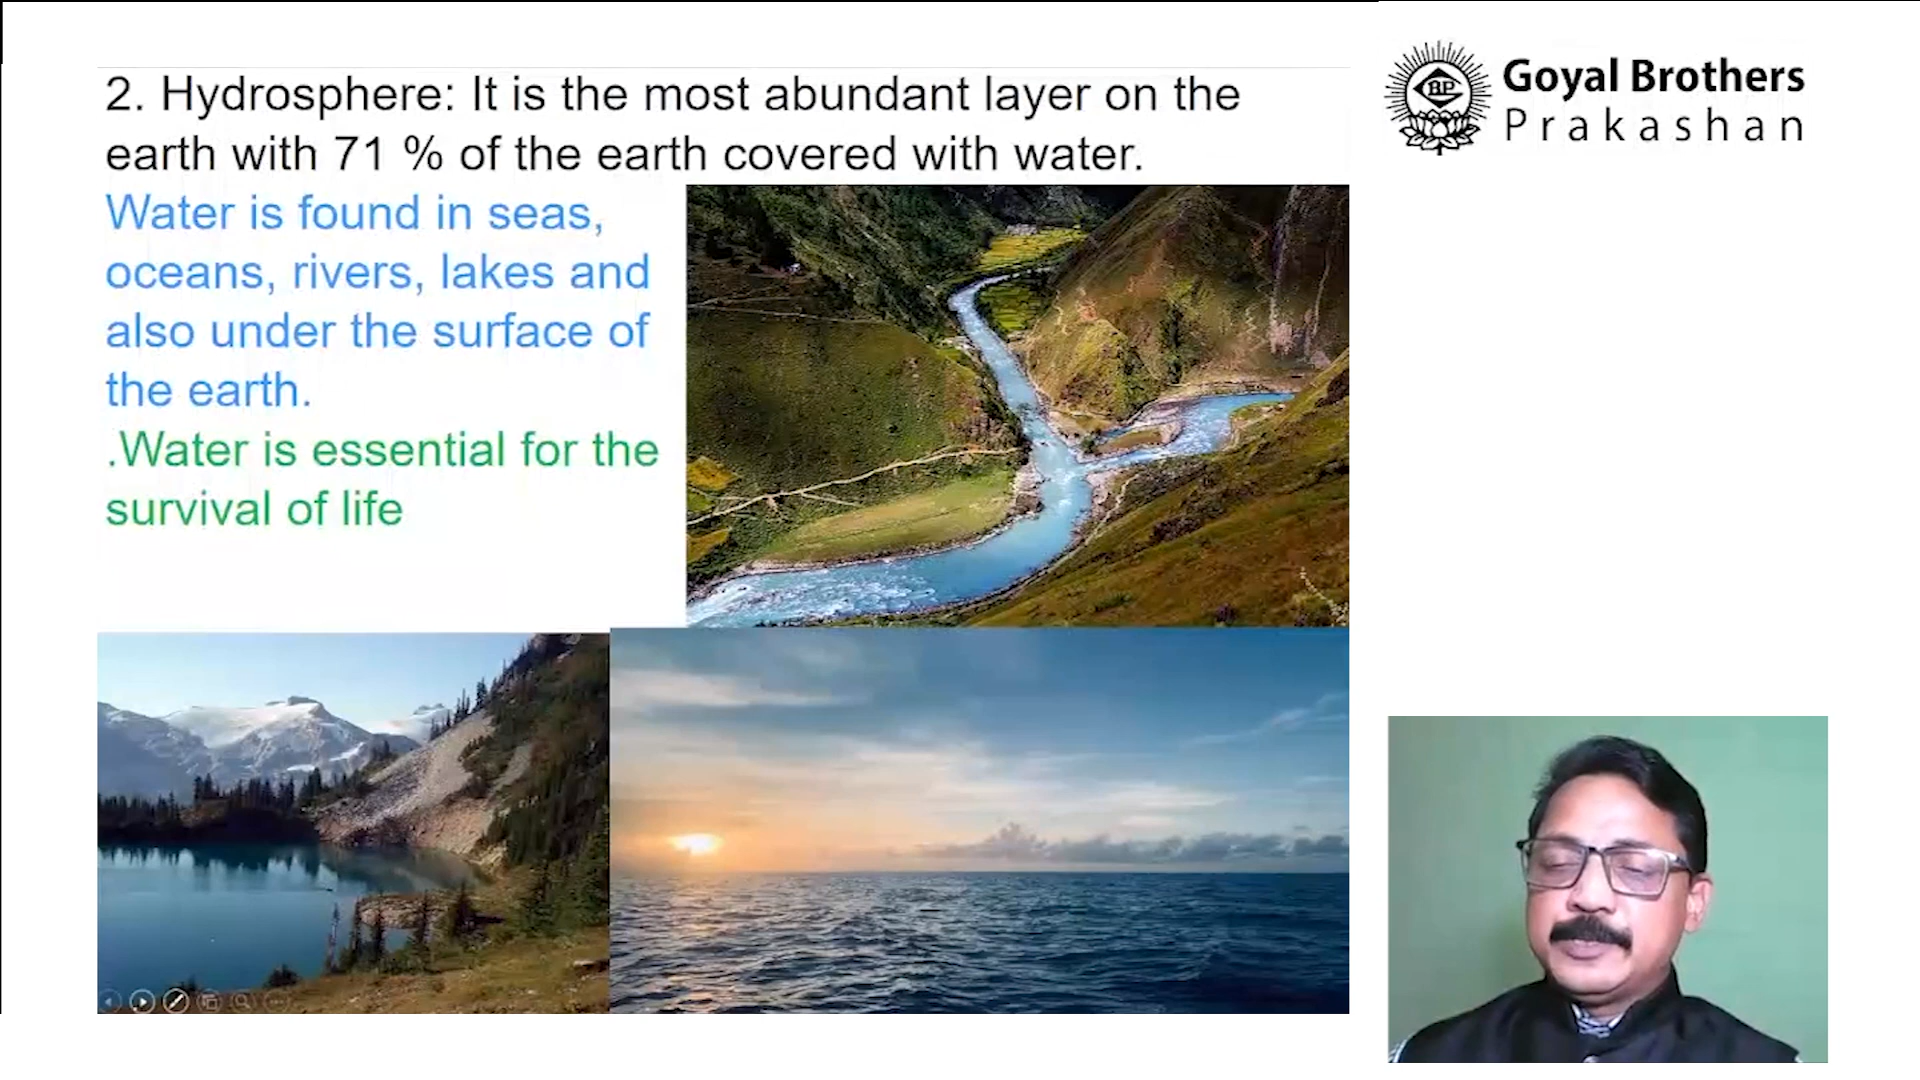 2. Hydrosphere: It is the most abundant layer on the
earth with 71 % of the earth covered with water.
Water is found in seas,
oceans, rivers, lakes and
also under the surface of
the earth.
.Water is essential for the
survival of life
BP
Goyal Brothers
Prakashan